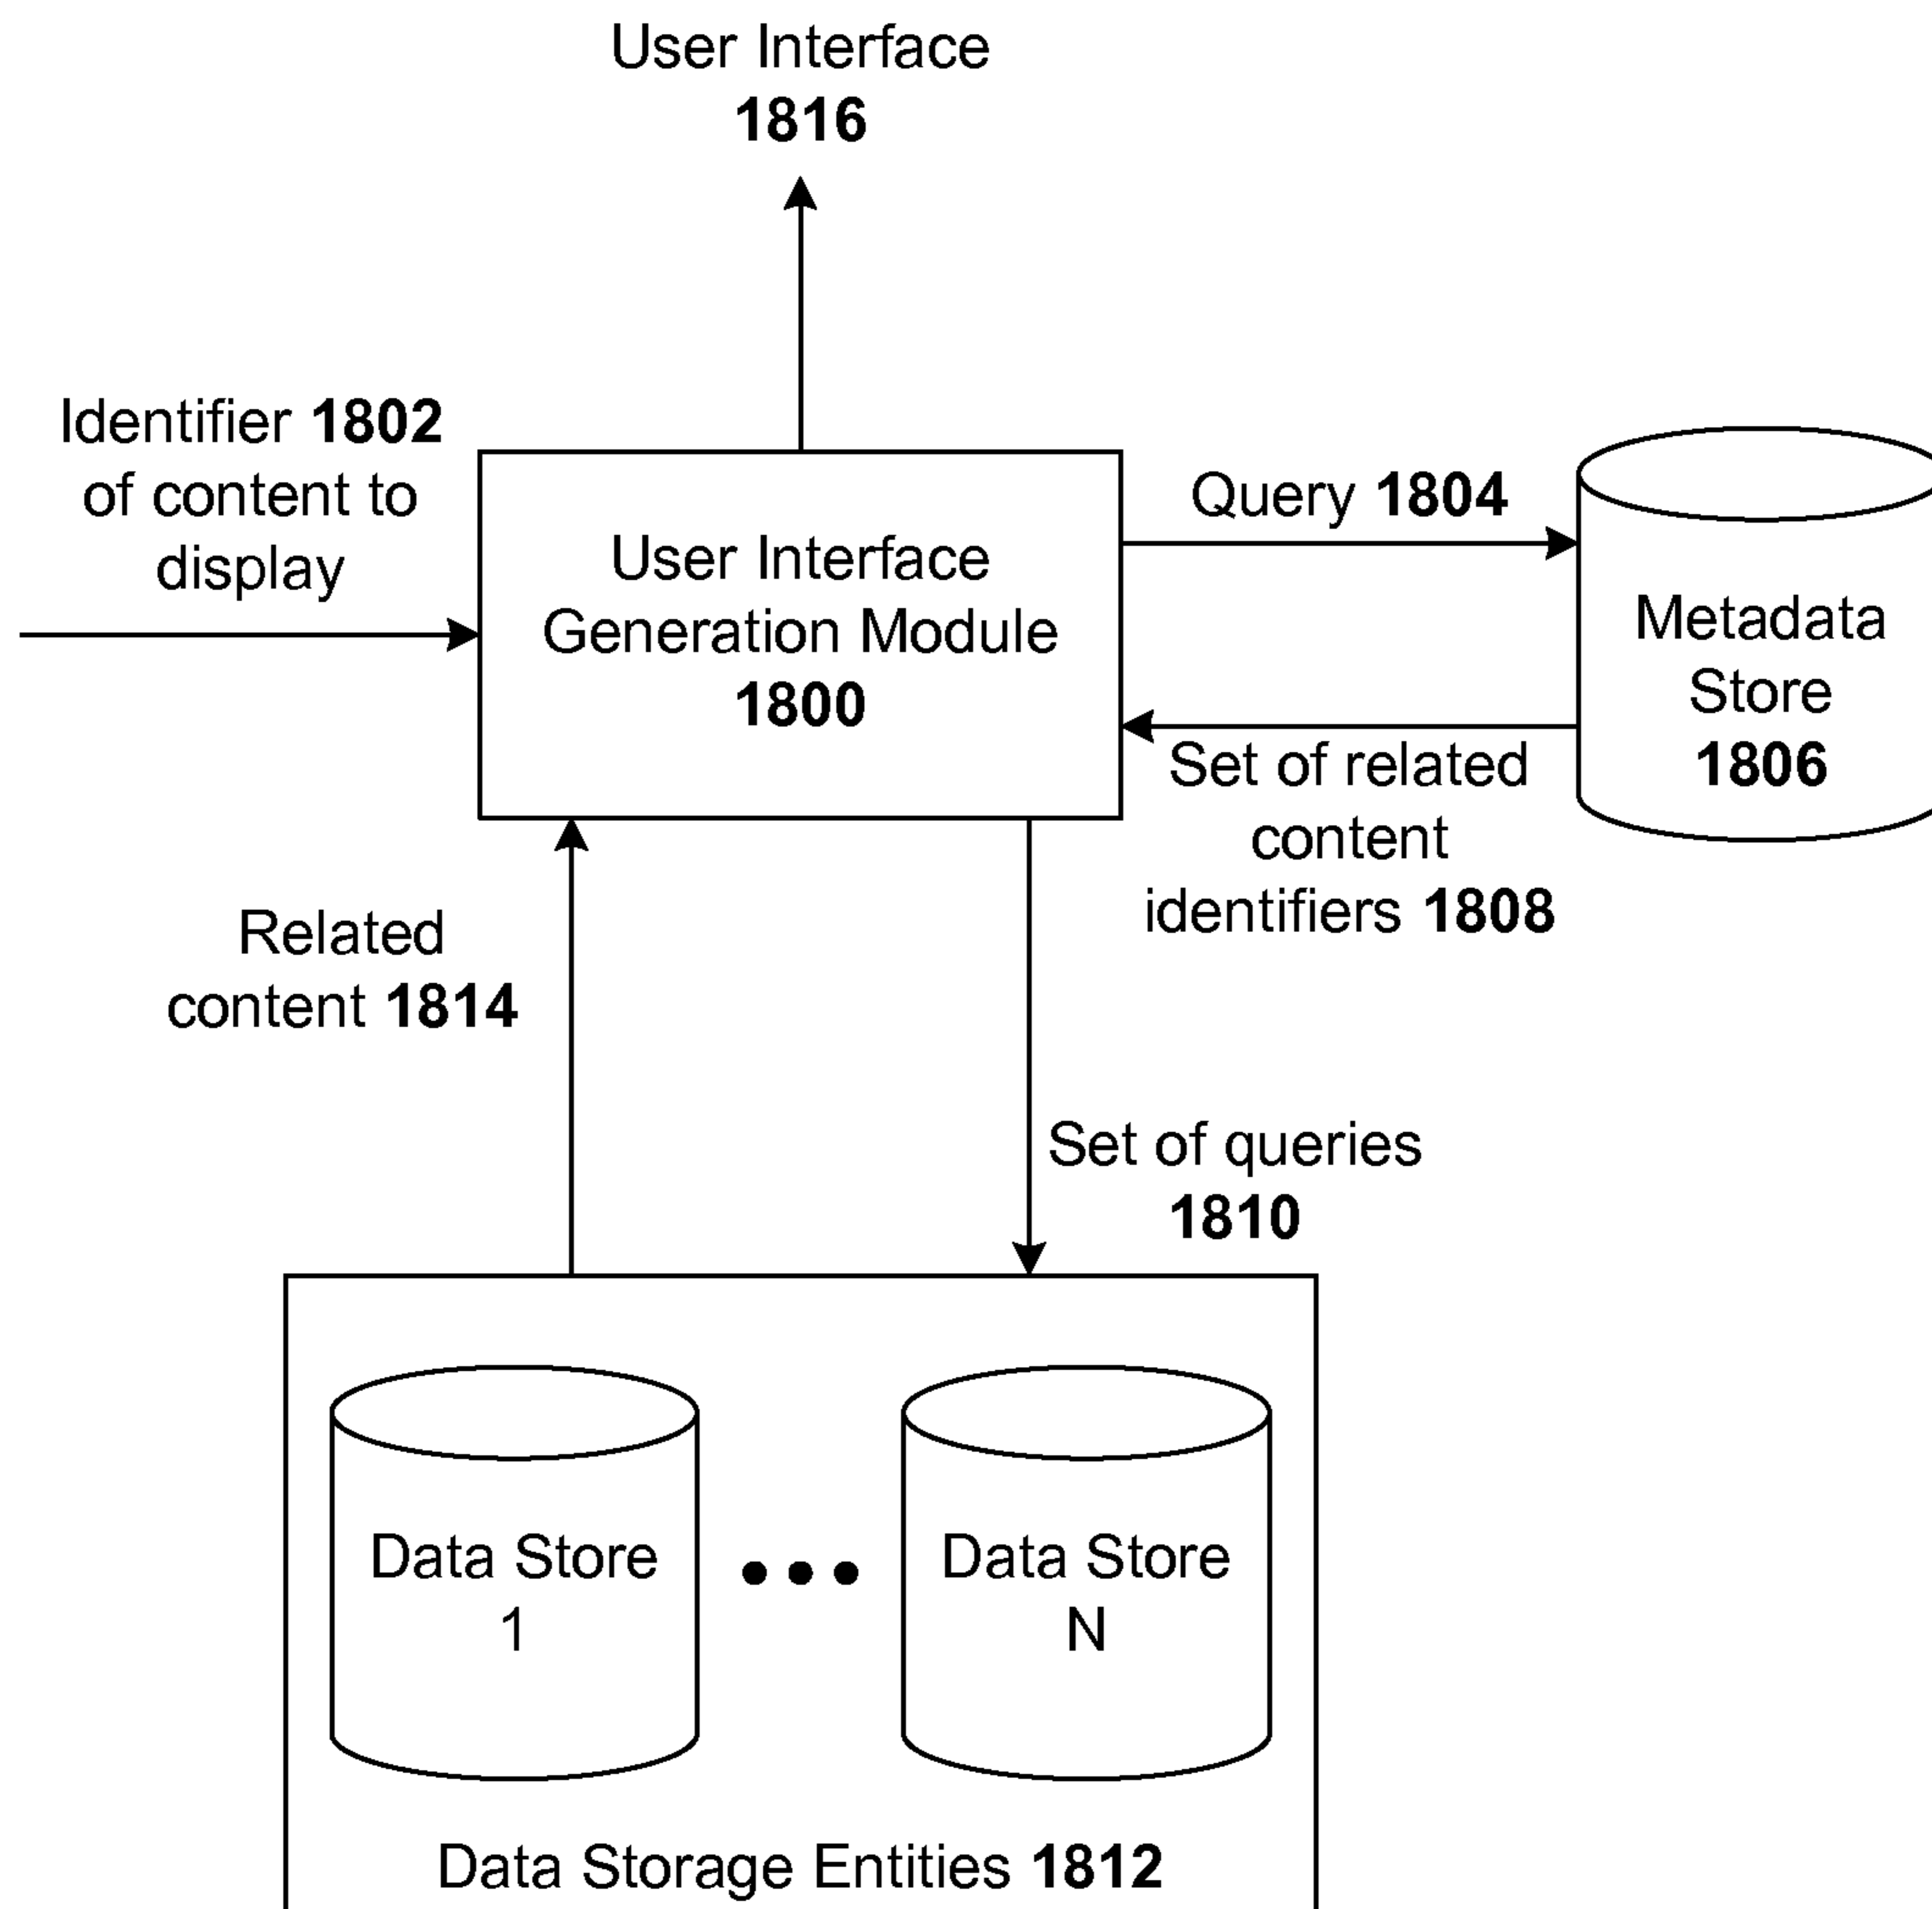 User Interface
1816
Identifier 1802
of content to
display
Query 1804
User Interface
Generation Module
1800
Metadata
Store
1806
Set of related
content
identifiers 1808
Related
content 1814
Set of queries
1810
Data Store
1
Data Store
N
Data Storage Entities 1812